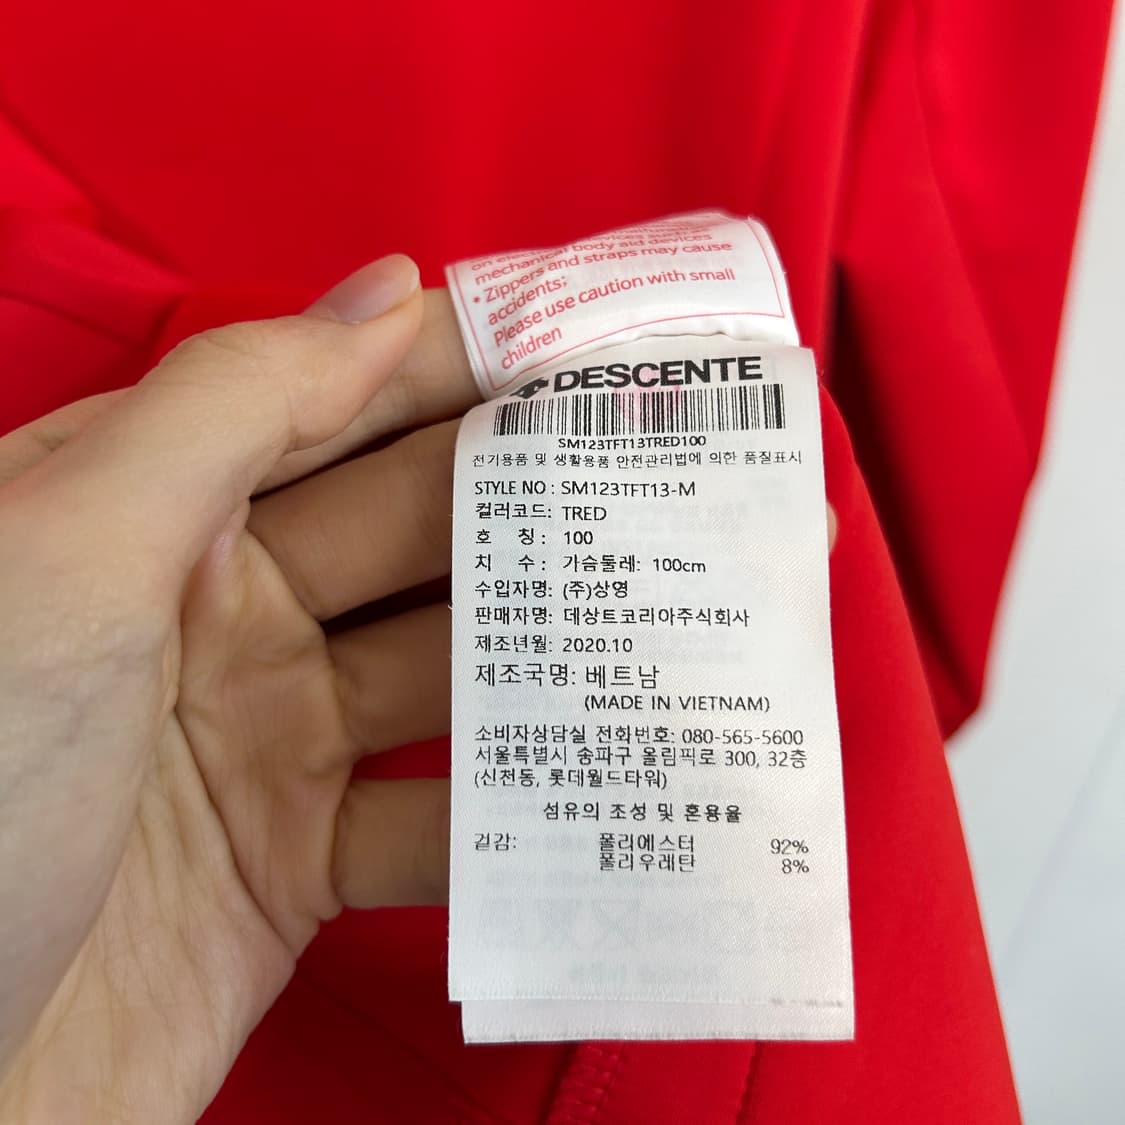 on electrical body aid devices
mechanical and straps may cause
• Zippers and straps may cause
accidents;
Please use caution with small
children
DESCENTE
SM123TFT13TRED100
전기용품 및 생활용품 안전관리법에 의한 품질표시
STYLE NO : SM123TFT13-M
컬러코드: TRED
호 칭 : 100
치 수 : 가슴둘레: 100cm
수입자명: (주)상영
판매자명: 데상트코리아주식회사
제조년월: 2020.10
제조국명: 베트남
(MADE IN VIETNAM)
소비자상담실 전화번호: 080-565-5600
서울특별시 송파구 올림픽로 300, 32층
(신천동, 롯데월드타워)
섬유의 조성 및 혼용율
겉감: 폴리에스터 92%
폴리우레탄 8%